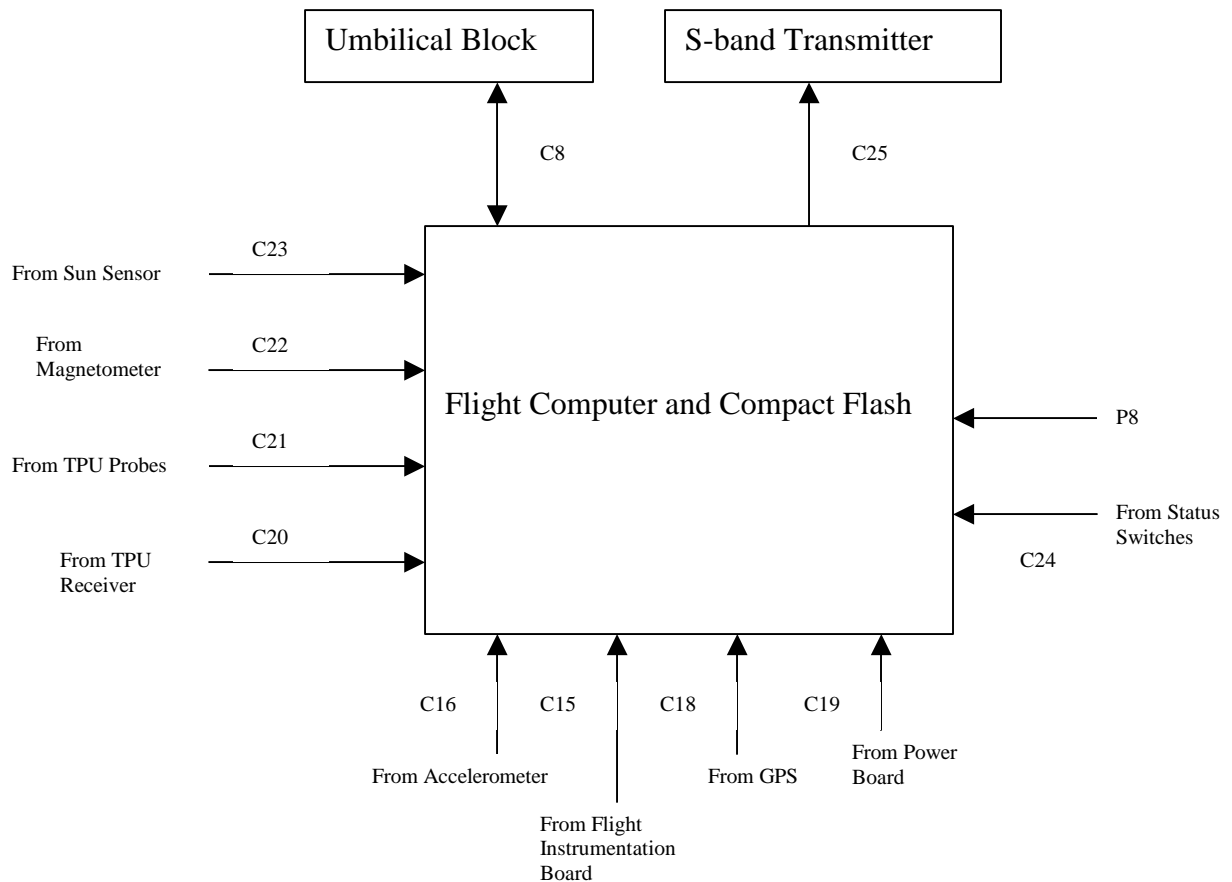 Umbilical Block
S-band Transmitter
C8
C25
C23
From Sun Sensor
From
Magnetometer
C22
Flight Computer and Compact Flash
P8
C21
From TPU Probes
From Status
Switches
C20
From TPU
Receiver
C24
C16
C15
C18
C19
From Accelerometer
From GPS
From Power
Board
From Flight
Instrumentation
Board